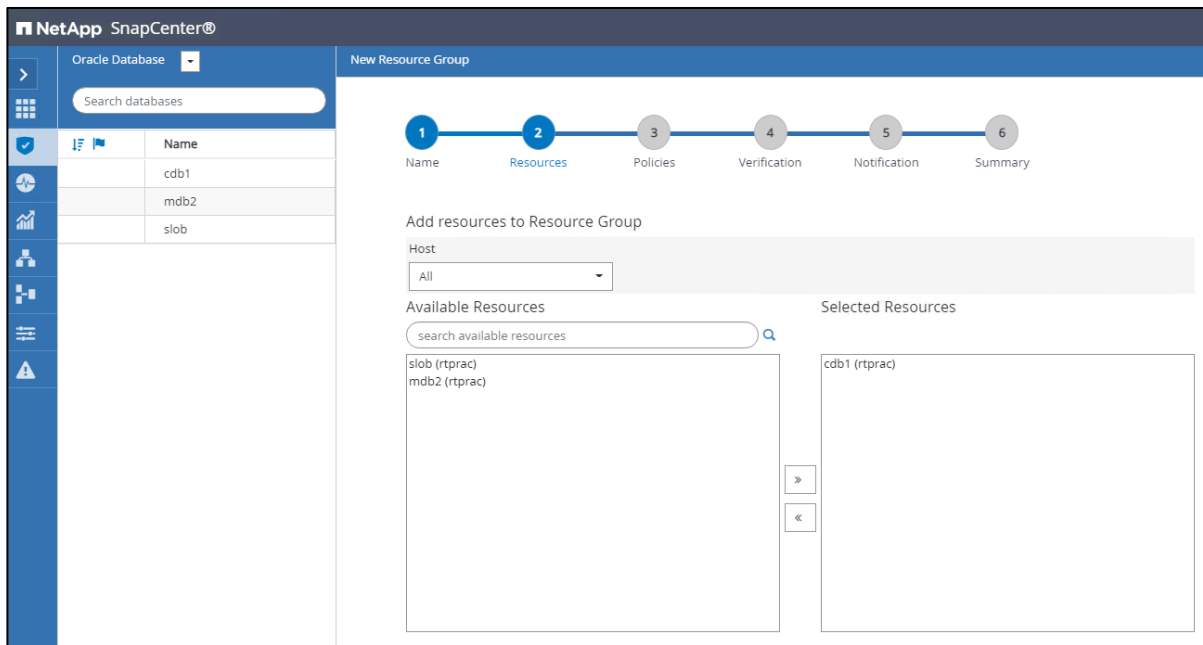 NetApp SnapCenter®
Oracle Database
New Resource Group
Search databases
Name
cdb1
mdb2
slob
1
2
3
4
5
6
Name
Resources
Policies
Verification
Notification
Summary
Add resources to Resource Group
Host
All
Available Resources
Selected Resources
search available resources
slob (rtprac)
mdb2 (rtprac)
cdb1 (rtprac)